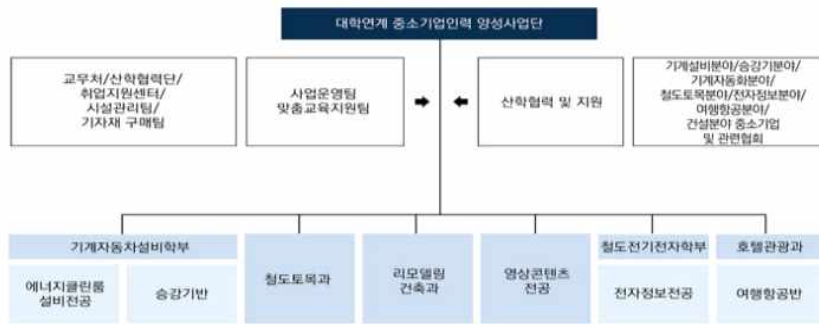 대학연계 중소기업인력 양성사업단
교무처/산학협력단/
취업지원센터/
시설관리팀/
기자재 구매팀
사업운영팀
맞춤교육지원팀
산학협력 및 지원
기계설비분야/승강기분야/
기계자동화분야/
철도토목분야/전자정보분야/
여행항공분야/
건설분야 중소기업
및 관련협회
기계자동차설비학부
에너지클린룸
설비전공
승강기반
철도토목과
리모델링
건축과
영상콘텐츠
전공
철도전기전자학부
전자정보전공
호텔관광과
여행항공반